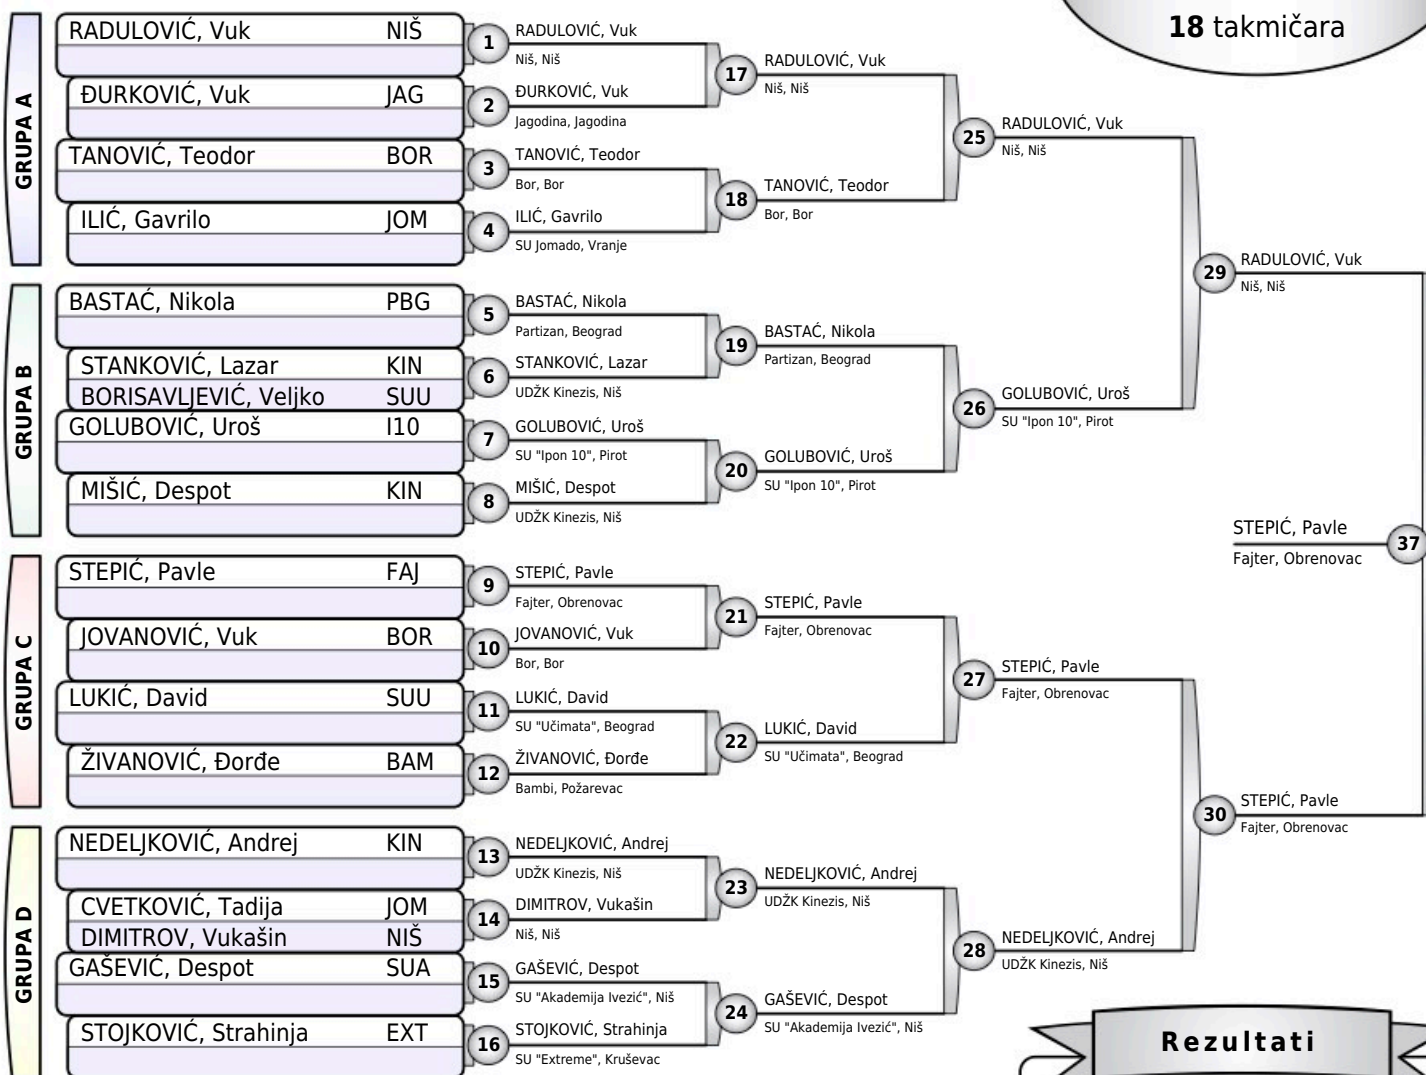 18 takmičara
GRUPA A
RADULOVIĆ, Vuk NIŠ
ĐURKOVIĆ, Vuk JAG
TANOVIĆ, Teodor BOR
ILIĆ, Gavrilo JOM
GRUPA B
BASTAĆ, Nikola PBG
STANKOVIĆ, Lazar KIN
BORISAVLJEVIĆ, Veljko SUU
GOLUBOVIĆ, Uroš I10
MIŠIĆ, Despot KIN
GRUPA C
STEPIĆ, Pavle FAJ
JOVANOVIĆ, Vuk BOR
LUKIĆ, David SUU
ŽIVANOVIĆ, Đorđe BAM
GRUPA D
NEDELJKOVIĆ, Andrej KIN
CVETKOVIĆ, Tadija JOM
DIMITROV, Vukašin NIŠ
GAŠEVIĆ, Despot SUA
STOJKOVIĆ, Strahinja EXT
1 RADULOVIĆ, Vuk
Niš, Niš
2 ĐURKOVIĆ, Vuk
Jagodina, Jagodina
3 TANOVIĆ, Teodor
Bor, Bor
4 ILIĆ, Gavrilo
SU Jomado, Vranje
5 BASTAĆ, Nikola
Partizan, Beograd
6 STANKOVIĆ, Lazar
UDŽK Kinezis, Niš
7 GOLUBOVIĆ, Uroš
SU "Ipon 10", Pirot
8 MIŠIĆ, Despot
UDŽK Kinezis, Niš
9 STEPIĆ, Pavle
Fajter, Obrenovac
10 JOVANOVIĆ, Vuk
Bor, Bor
11 LUKIĆ, David
SU "Učimata", Beograd
12 ŽIVANOVIĆ, Đorđe
Bambi, Požarevac
13 NEDELJKOVIĆ, Andrej
UDŽK Kinezis, Niš
14 DIMITROV, Vukašin
Niš, Niš
15 GAŠEVIĆ, Despot
SU "Akademija Ivezić", Niš
16 STOJKOVIĆ, Strahinja
SU "Extreme", Kruševac
17 RADULOVIĆ, Vuk
Niš, Niš
18 TANOVIĆ, Teodor
Bor, Bor
19 BASTAĆ, Nikola
Partizan, Beograd
20 GOLUBOVIĆ, Uroš
SU "Ipon 10", Pirot
21 STEPIĆ, Pavle
Fajter, Obrenovac
22 LUKIĆ, David
SU "Učimata", Beograd
23 NEDELJKOVIĆ, Andrej
UDŽK Kinezis, Niš
24 GAŠEVIĆ, Despot
SU "Akademija Ivezić", Niš
25 RADULOVIĆ, Vuk
Niš, Niš
26 GOLUBOVIĆ, Uroš
SU "Ipon 10", Pirot
27 STEPIĆ, Pavle
Fajter, Obrenovac
28 NEDELJKOVIĆ, Andrej
UDŽK Kinezis, Niš
29 RADULOVIĆ, Vuk
Niš, Niš
30 STEPIĆ, Pavle
Fajter, Obrenovac
STEPIĆ, Pavle 37
Fajter, Obrenovac
Rezultati